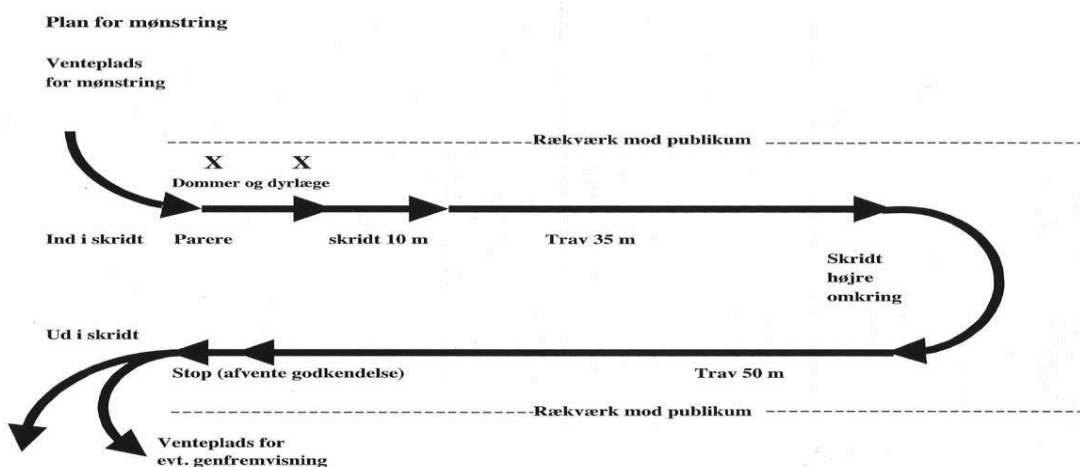 Plan for mønstring
Venteplads
for mønstring
Rækværk mod publikum
X X
Dommer og dyrlæge
Ind i skridt Parere skridt 10 m Trav 35 m
Skridt
højre
omkring
Ud i skridt
Stop (afvente godkendelse) Trav 50 m
Rækværk mod publikum
Venteplads for
evt. genfremvisning